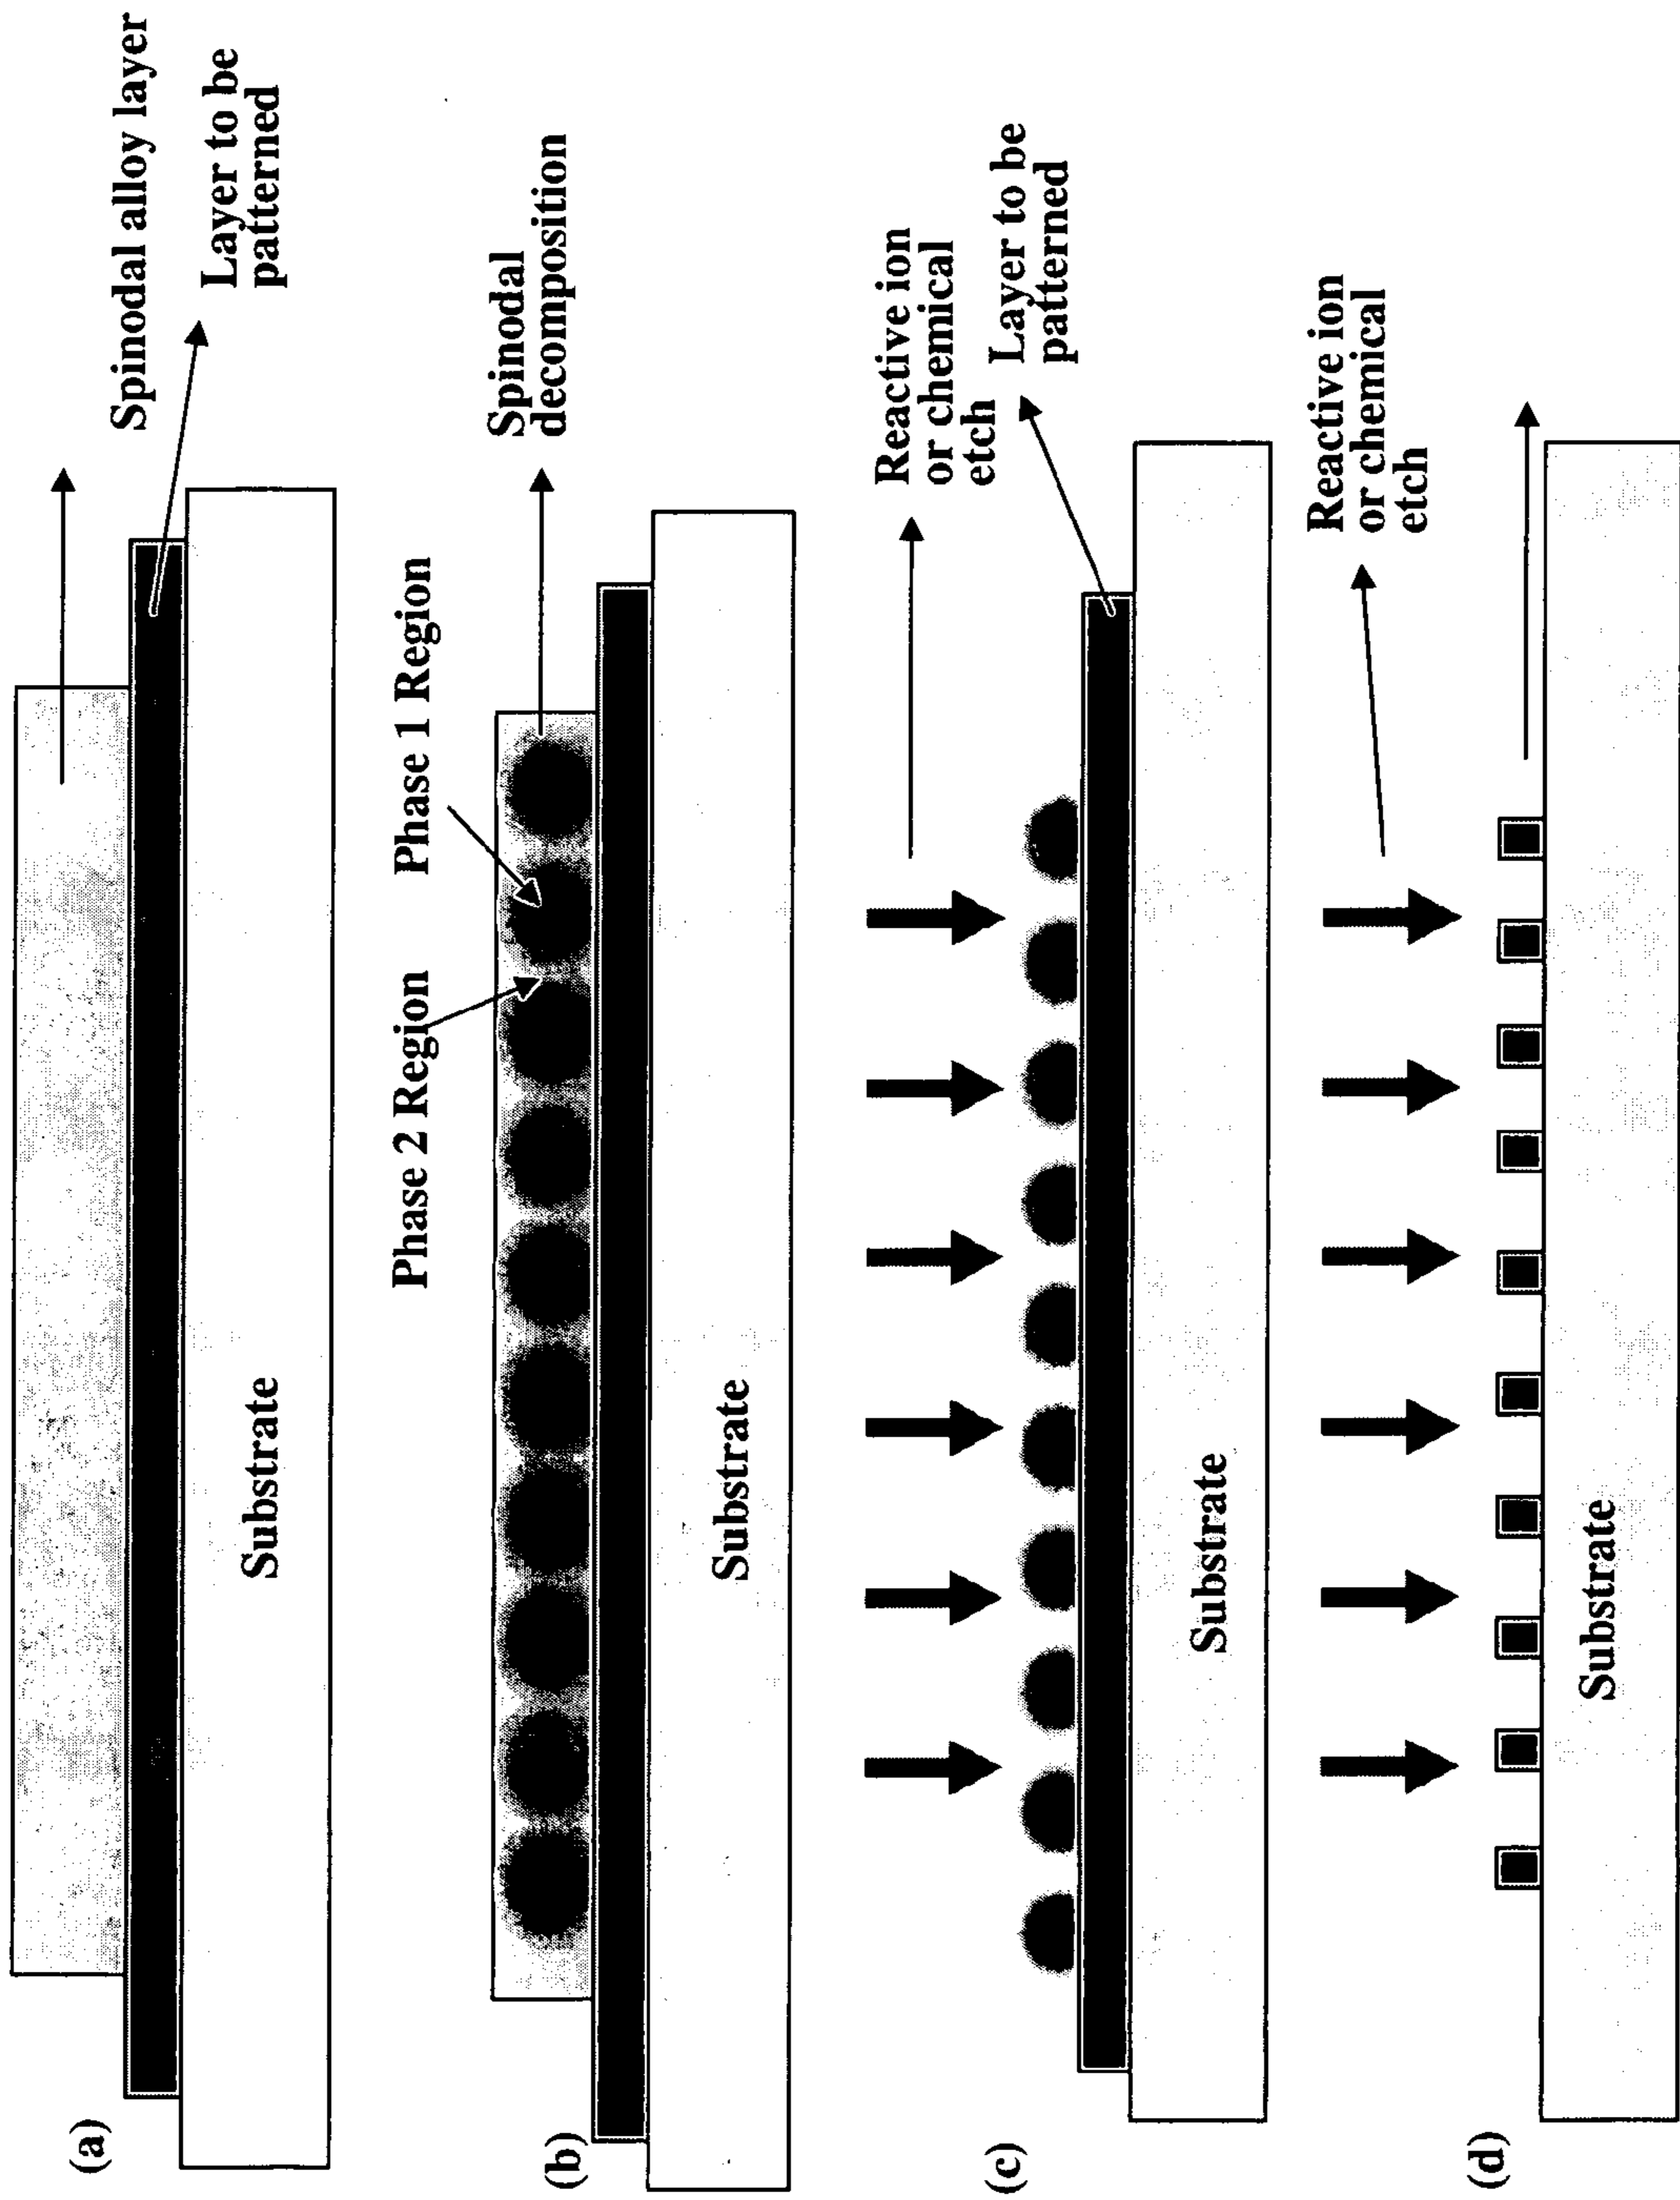 (a)
Spinodal alloy layer
Layer to be
patterned
Substrate
(b)
Phase 2 Region
Phase 1 Region
Spinodal
decomposition
Substrate
(c)
Reactive ion
or chemical
etch
Layer to be
patterned
Substrate
(d)
Reactive ion
or chemical
etch
Substrate